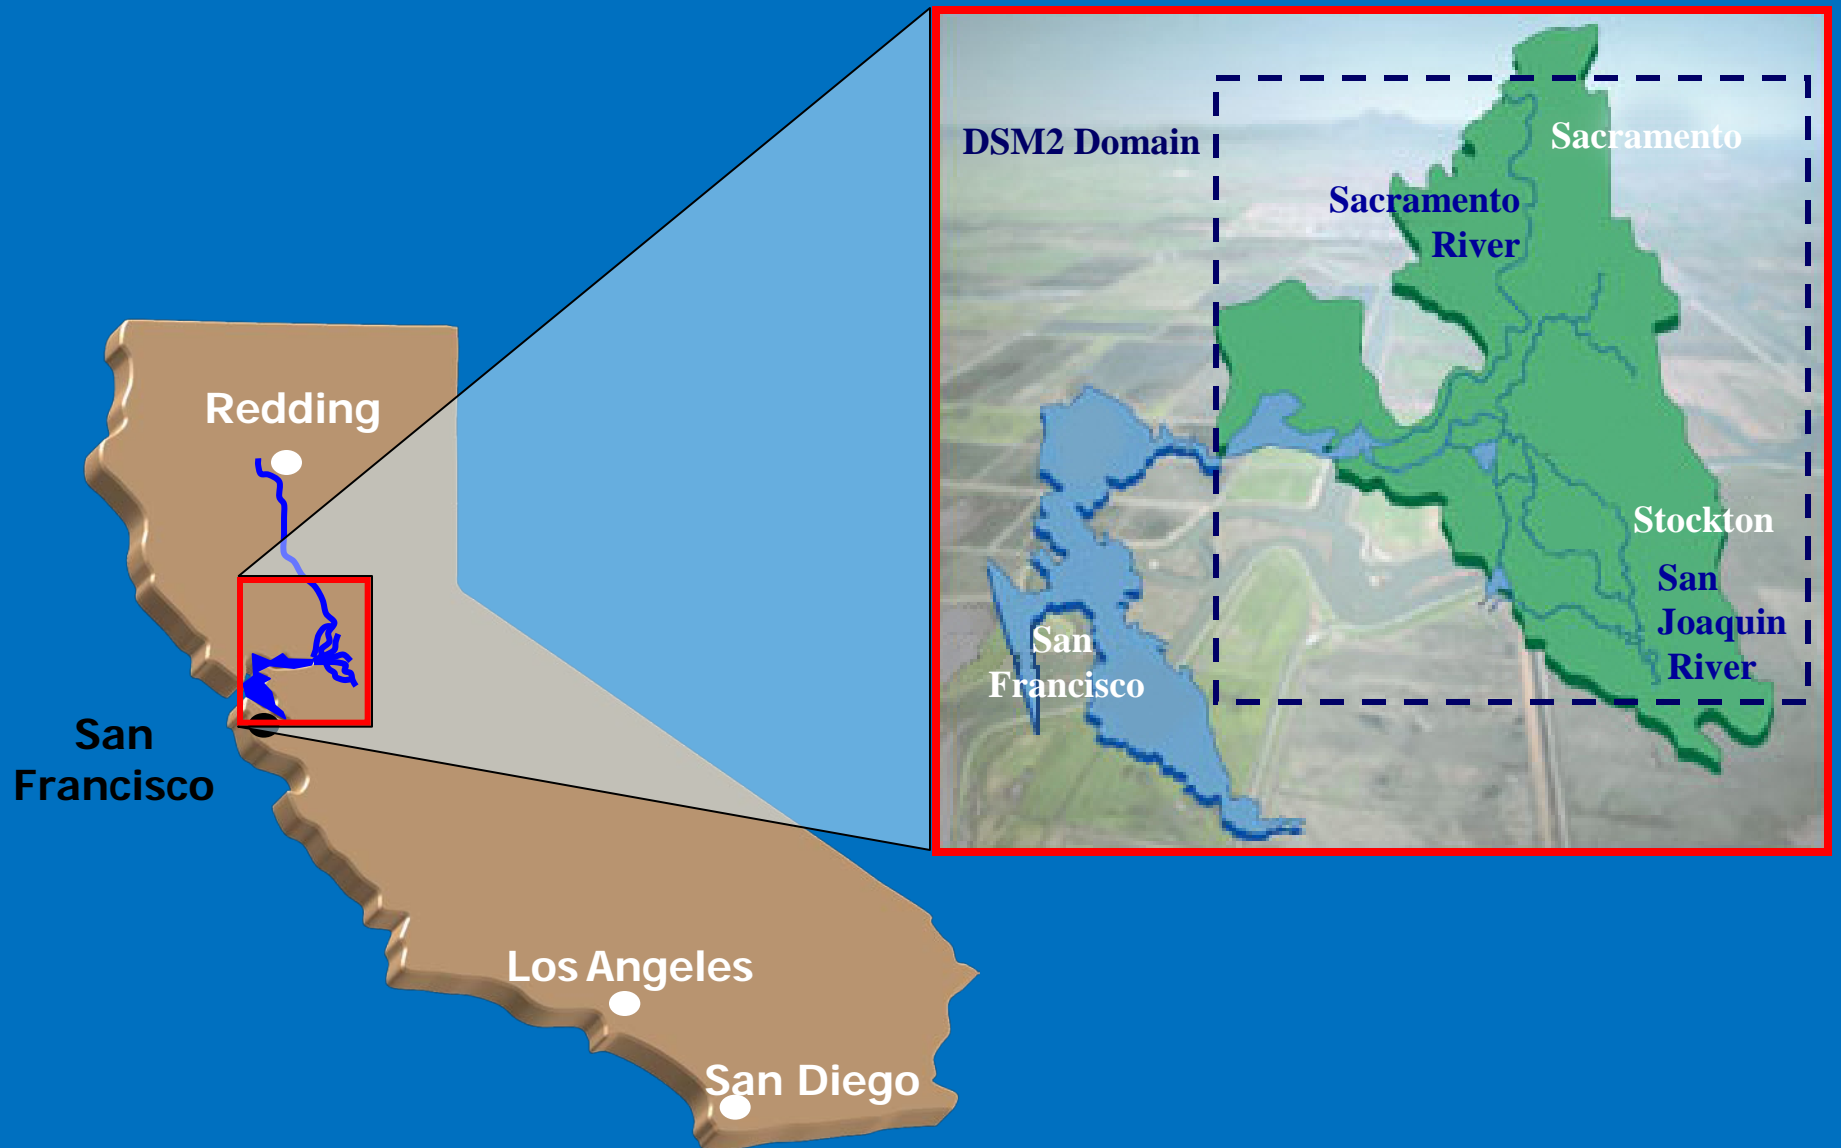 DSM2 Domain
Sacramento
Sacramento
River
Redding
Stockton
San
Joaquin
River
San
Francisco
San
Francisco
Los Angeles
San Diego